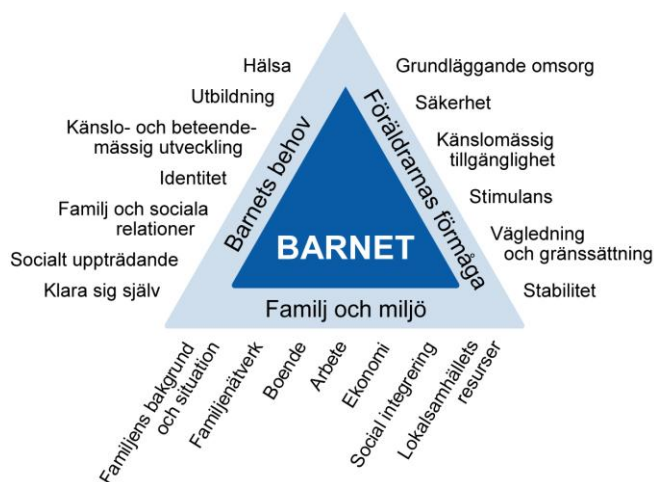 Hälsa
Utbildning
Känslo- och beteende-
mässig utveckling
Identitet
Familj och sociala
relationer
Socialt uppträdande
Klara sig själv
Barnets behov
BARNET
Föräldrarnas förmåga
Grundläggande omsorg
Säkerhet
Känslomässig
tillgänglighet
Stimulans
Vägledning
och gränssättning
Stabilitet
Familj och miljö
Familjens bakgrund
och situation
Familjenätverk
Boende
Arbete
Ekonomi
Social integrering
Lokalsamhällets
resurser